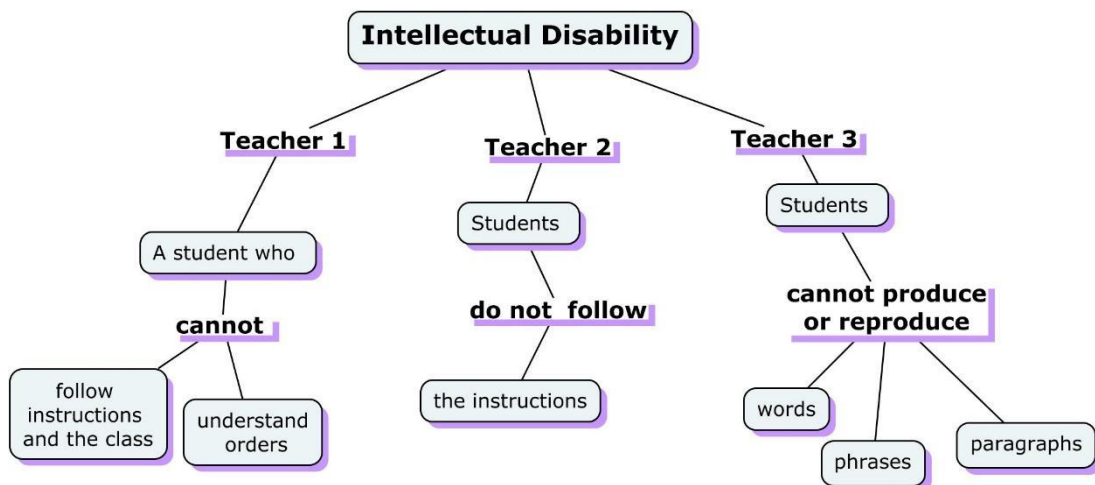 Intellectual Disability
Teacher 1
Teacher 2
Teacher 3
A student who
Students
Students
cannot
do not follow
cannot produce
or reproduce
follow
instructions
and the class
understand
orders
the instructions
words
phrases
paragraphs